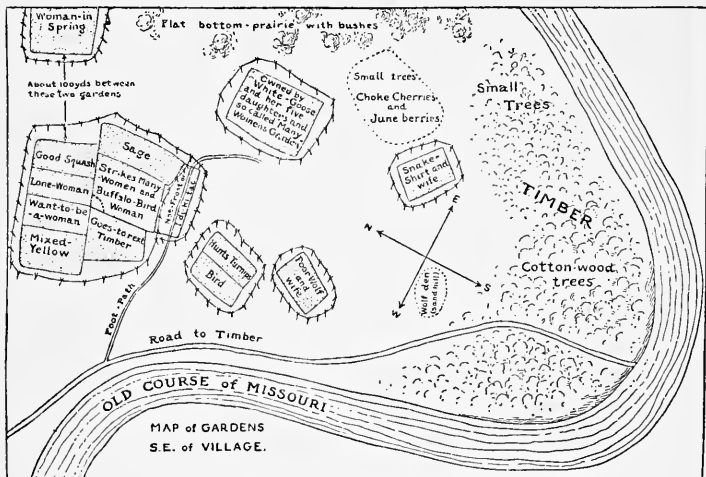 Woman-in
Spring
Flat bottom-prairie with bushes
About 100yds between
these two gardens
Owned by
White-Goose
and her five
daughters and
so called Many
Womens Garden
Small trees
Choke Cherries
and
June berries
Small
Trees
TIMBER
Cotton-wood
trees
Good Squash
Lone-Woman
Want-to-be
a-woman
Mixed-
Yellow
Sage
Strikes Many-
Women and
Buffalo-Bird
Woman
Goes-to-next
Timber
Snake-
Shirt and
wife
E
N
S
W
Wolf den
(sand hill)
Hunts Turnips
Bird
Poor Wolf
and
wife
Foot-Path
Road to Timber
OLD COURSE of MISSOURI
MAP of GARDENS
S.E. of VILLAGE.